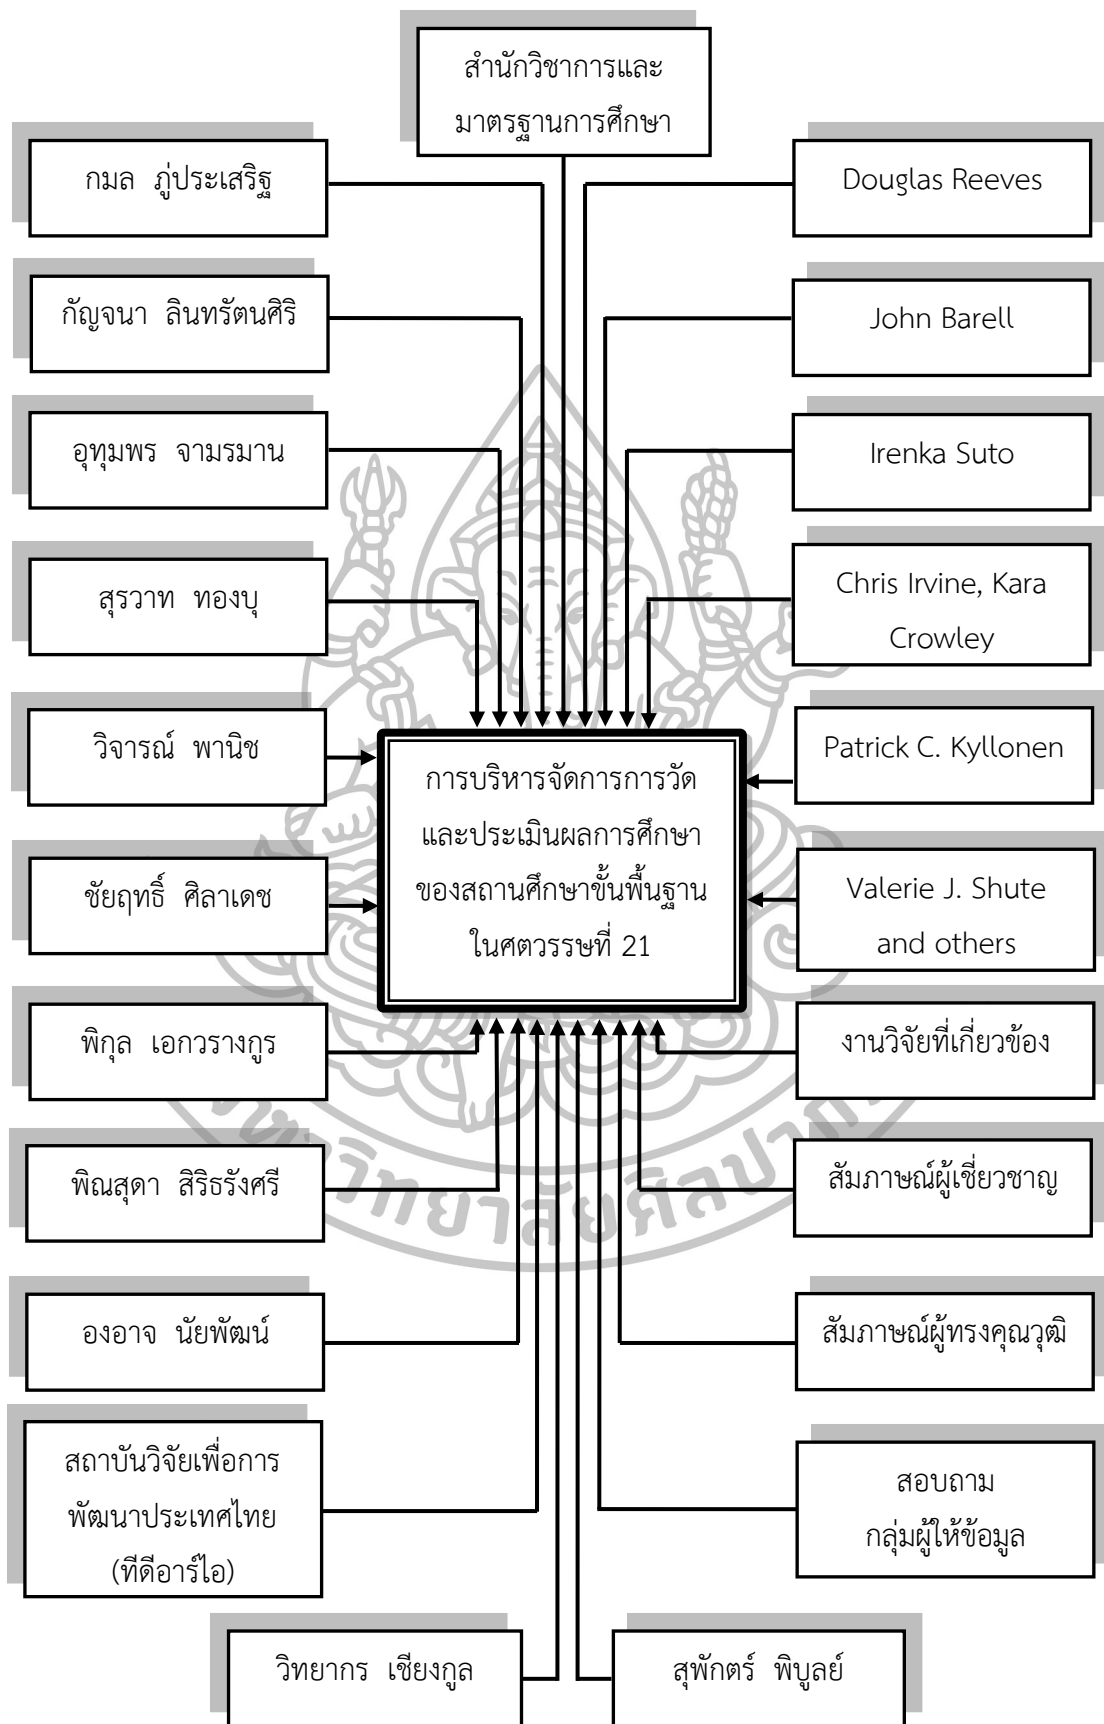 สำนักวิชาการและ
มาตรฐานการศึกษา
กมล ภู่ประเสริฐ
Douglas Reeves
กัญจนา ลินทรัตนศิริ
John Barell
อุทุมพร จามรมาน
Irenka Suto
สุรวาท ทองบุ
Chris Irvine, Kara
Crowley
วิจารณ์ พานิช
Patrick C. Kyllonen
การบริหารจัดการการวัด
และประเมินผลการศึกษา
ของสถานศึกษาขั้นพื้นฐาน
ในศตวรรษที่ 21
ชัยฤทธิ์ ศิลาเดช
Valerie J. Shute
and others
พิกุล เอกวรางกูร
งานวิจัยที่เกี่ยวข้อง
พิณสุดา สิริธรังศรี
สัมภาษณ์ผู้เชี่ยวชาญ
องอาจ นัยพัฒน์
สัมภาษณ์ผู้ทรงคุณวุฒิ
สถาบันวิจัยเพื่อการ
พัฒนาประเทศไทย
(ทีดีอาร์ไอ)
สอบถาม
กลุ่มผู้ให้ข้อมูล
วิทยากร เชียงกูล
สุพักตร์ พิบูลย์